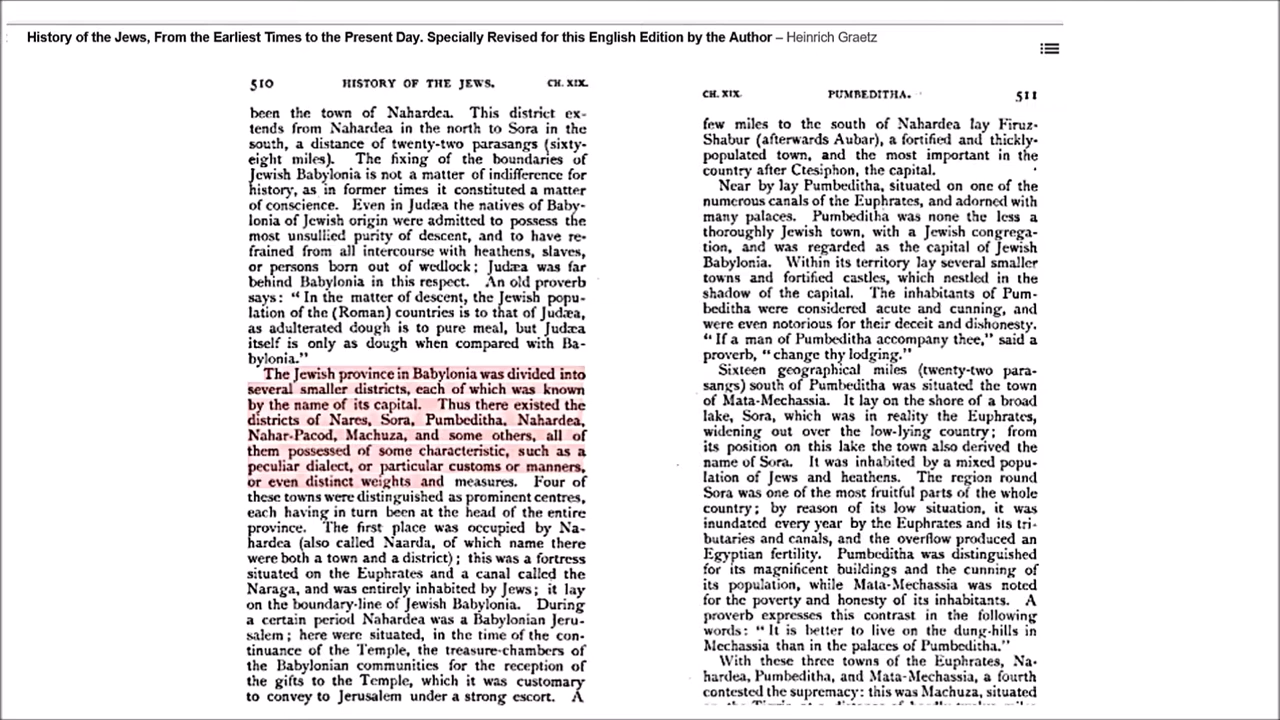 History of the Jews, From the Earliest Times to the Present Day. Specially Revised for this English Edition by the Author – Heinrich Graetz
510 HISTORY OF THE JEWS. CH. XIX.
been the town of Nahardea. This district ex-
tends from Nahardea in the north to Sora in the
south, a distance of twenty-two parasangs (sixty-
eight miles). The fixing of the boundaries of
Jewish Babylonia is not a matter of indifference for
history, as in former times it constituted a matter
of conscience. Even in Judæa the natives of Baby-
lonia of Jewish origin were admitted to possess the
most unsullied purity of descent, and to have re-
frained from all intercourse with heathens, slaves,
or persons born out of wedlock; Judæa was far
behind Babylonia in this respect. An old proverb
says: "In the matter of descent, the Jewish popu-
lation of the (Roman) countries is to that of Judæa,
as adulterated dough is to pure meal, but Judæa
itself is only as dough when compared with Ba-
bylonia."
The Jewish province in Babylonia was divided into
several smaller districts, each of which was known
by the name of its capital. Thus there existed the
districts of Nares, Sora, Pumbeditha, Nahardea,
Nahar-Pacod, Machuza, and some others, all of
them possessed of some characteristic, such as a
peculiar dialect, or particular customs or manners,
or even distinct weights and measures. Four of
these towns were distinguished as prominent centres,
each having in turn been at the head of the entire
province. The first place was occupied by Na-
hardea (also called Naarda, of which name there
were both a town and a district); this was a fortress
situated on the Euphrates and a canal called the
Naraga, and was entirely inhabited by Jews; it lay
on the boundary-line of Jewish Babylonia. During
a certain period Nahardea was a Babylonian Jeru-
salem; here were situated, in the time of the con-
tinuance of the Temple, the treasure-chambers of
the Babylonian communities for the reception of
the gifts to the Temple, which it was customary
to convey to Jerusalem under a strong escort. A
CH. XIX. PUMBEDITHA. 511
few miles to the south of Nahardea lay Firuz-
Shabur (afterwards Aubar), a fortified and thickly-
populated town, and the most important in the
country after Ctesiphon, the capital.
Near by lay Pumbeditha, situated on one of the
numerous canals of the Euphrates, and adorned with
many palaces. Pumbeditha was none the less a
thoroughly Jewish town, with a Jewish congrega-
tion, and was regarded as the capital of Jewish
Babylonia. Within its territory lay several smaller
towns and fortified castles, which nestled in the
shadow of the capital. The inhabitants of Pum-
beditha were considered acute and cunning, and
were even notorious for their deceit and dishonesty.
"If a man of Pumbeditha accompany thee," said a
proverb, "change thy lodging."
Sixteen geographical miles (twenty-two para-
sangs) south of Pumbeditha was situated the town
of Mata-Mechassia. It lay on the shore of a broad
lake, Sora, which was in reality the Euphrates,
widening out over the low-lying country; from
its position on this lake the town also derived the
name of Sora. It was inhabited by a mixed popu-
lation of Jews and heathens. The region round
Sora was one of the most fruitful parts of the whole
country; by reason of its low situation, it was
inundated every year by the Euphrates and its tri-
butaries and canals, and the overflow produced an
Egyptian fertility. Pumbeditha was distinguished
for its magnificent buildings and the cunning of
its population, while Mata-Mechassia was noted
for the poverty and honesty of its inhabitants. A
proverb expresses this contrast in the following
words: "It is better to live on the dung-hills in
Mechassia than in the palaces of Pumbeditha."
With these three towns of the Euphrates, Na-
hardea, Pumbeditha, and Mata-Mechassia, a fourth
contested the supremacy: this was Machuza, situated